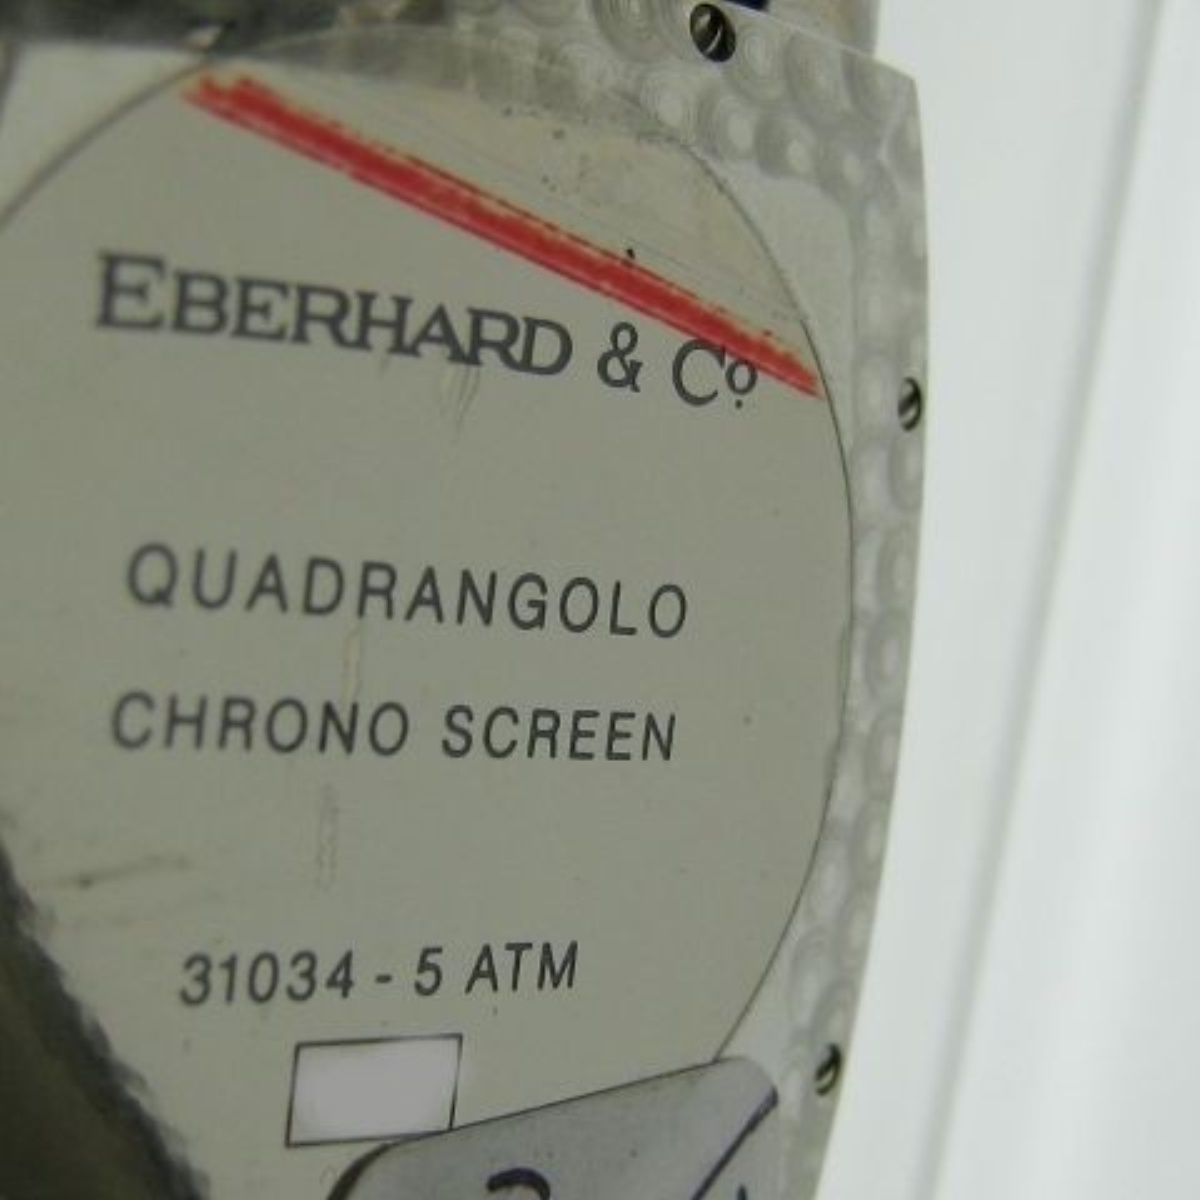 EBERHARD & Cº
QUADRANGOLO
CHRONO SCREEN
31034 - 5 ATM